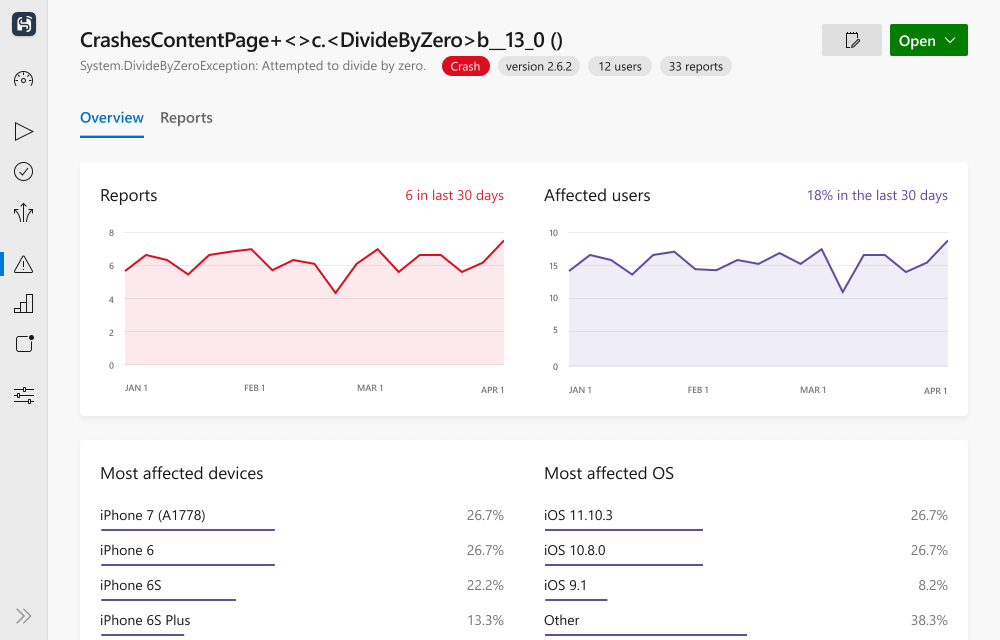 CrashesContentPage+<>c.<DivideByZero>b__13_0 ()
Open
System.DivideByZeroException: Attempted to divide by zero.
Crash
version 2.6.2
12 users
33 reports
Overview
Reports
Reports
6 in last 30 days
8
6
4
2
0
JAN 1
FEB 1
MAR 1
APR 1
Affected users
18% in the last 30 days
10
15
10
5
0
JAN 1
FEB 1
MAR 1
APR 1
Most affected devices
iPhone 7 (A1778) 26.7%
iPhone 6 26.7%
iPhone 6S 22.2%
iPhone 6S Plus 13.3%
Most affected OS
iOS 11.10.3 26.7%
iOS 10.8.0 26.7%
iOS 9.1 8.2%
Other 38.3%